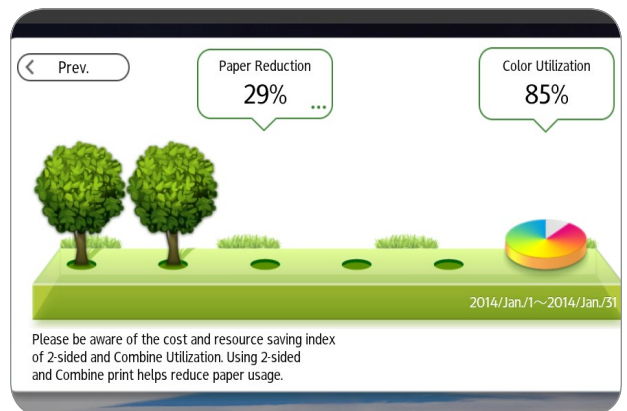 Prev.
Paper Reduction
29%
...
Color Utilization
85%
2014/Jan./1～2014/Jan./31
Please be aware of the cost and resource saving index
of 2-sided and Combine Utilization. Using 2-sided
and Combine print helps reduce paper usage.